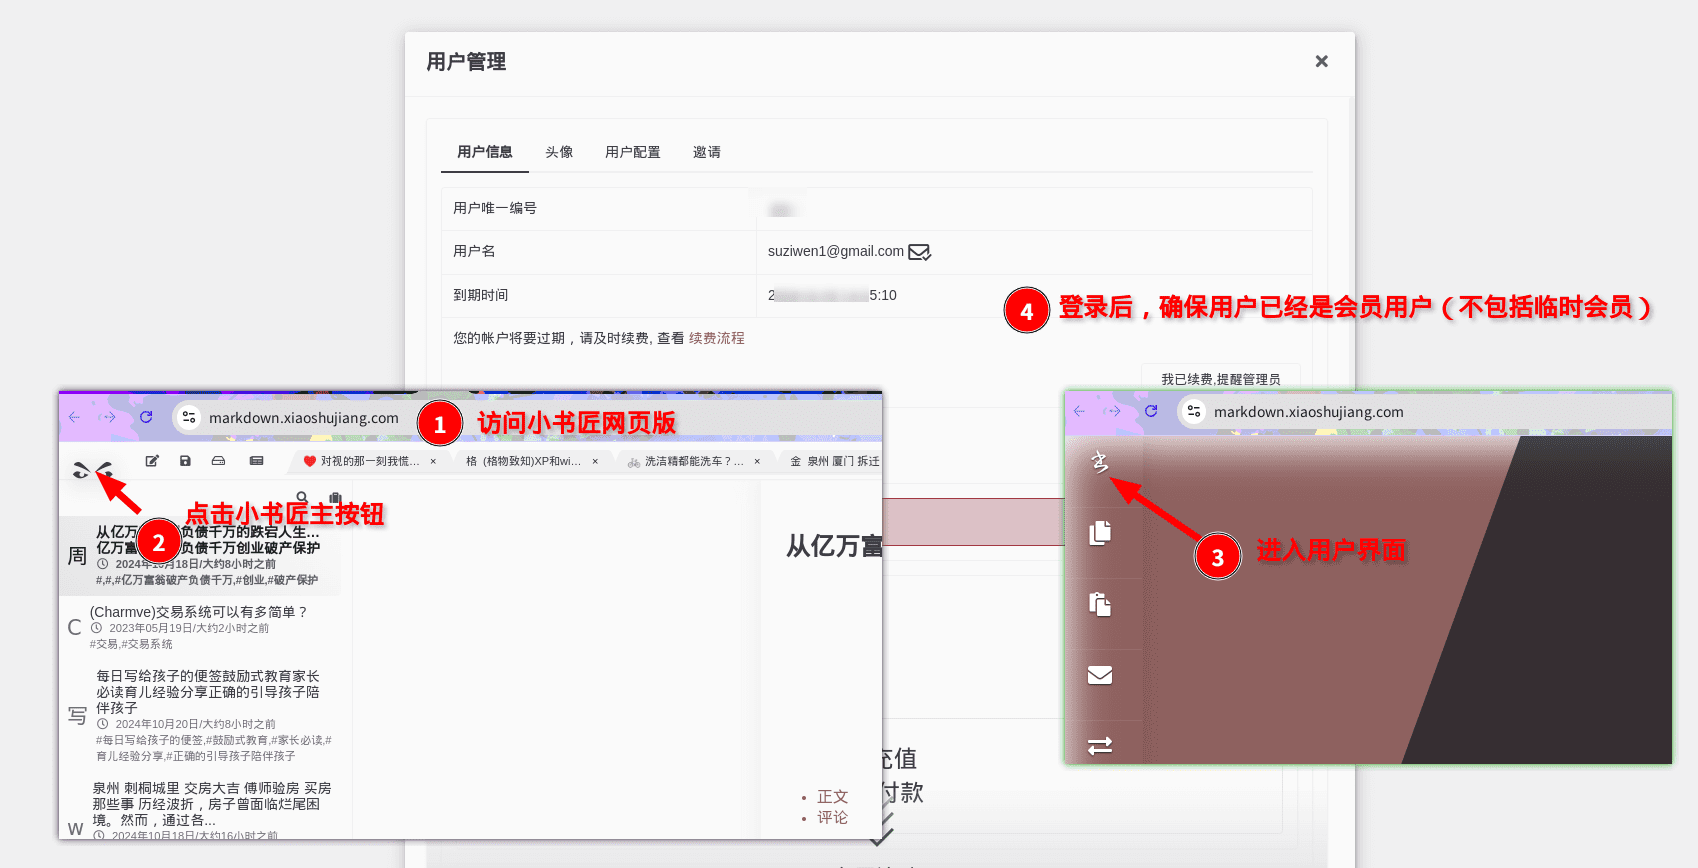 用户管理
用户信息 头像 用户配置 邀请
用户唯一编号
用户名 suziwen1@gmail.com
到期时间 2 5:10
4 登录后，确保用户已经是会员用户（不包括临时会员）
您的帐户将要过期，请及时续费, 查看 续费流程
我已续费,提醒管理员
markdown.xiaoshujiang.com
1 访问小书匠网页版
对视的那一刻我慌... × 格 (格物致知)XP和wi... × 洗洁精都能洗车？... × 金 泉州 厦门 拆迁
2 点击小书匠主按钮
周
从亿万 负债千万的跌宕人生...
亿万富 负债千万创业破产保护
2024年10月18日/大约8小时之前
#,#,#亿万富翁破产负债千万,#创业,#破产保护
C
(Charmve)交易系统可以有多简单？
2023年05月19日/大约2小时之前
#交易,#交易系统
写
每日写给孩子的便签鼓励式教育家长
必读育儿经验分享正确的引导孩子陪
伴孩子
2024年10月20日/大约8小时之前
#每日写给孩子的便签,#鼓励式教育,#家长必读,#
育儿经验分享,#正确的引导孩子陪伴孩子
w
泉州 刺桐城里 交房大吉 傅师验房 买房
那些事 历经波折，房子曾面临烂尾困
境。然而，通过各...
2024年10月18日/大约16小时之前
从亿万富
正文
评论
充值
付款
markdown.xiaoshujiang.com
3 进入用户界面